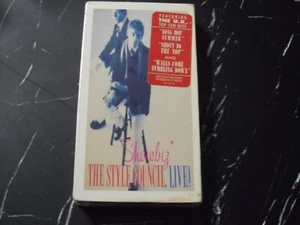 FEATURING
THE U.K.
TOP TEN HITS
"LONG HOT
SUMMER"
"SHOUT TO
THE TOP"
AND
"WALLS COME
TUMBLING DOWN"
"Showbiz"
THE STYLE COUNCIL, LIVE!